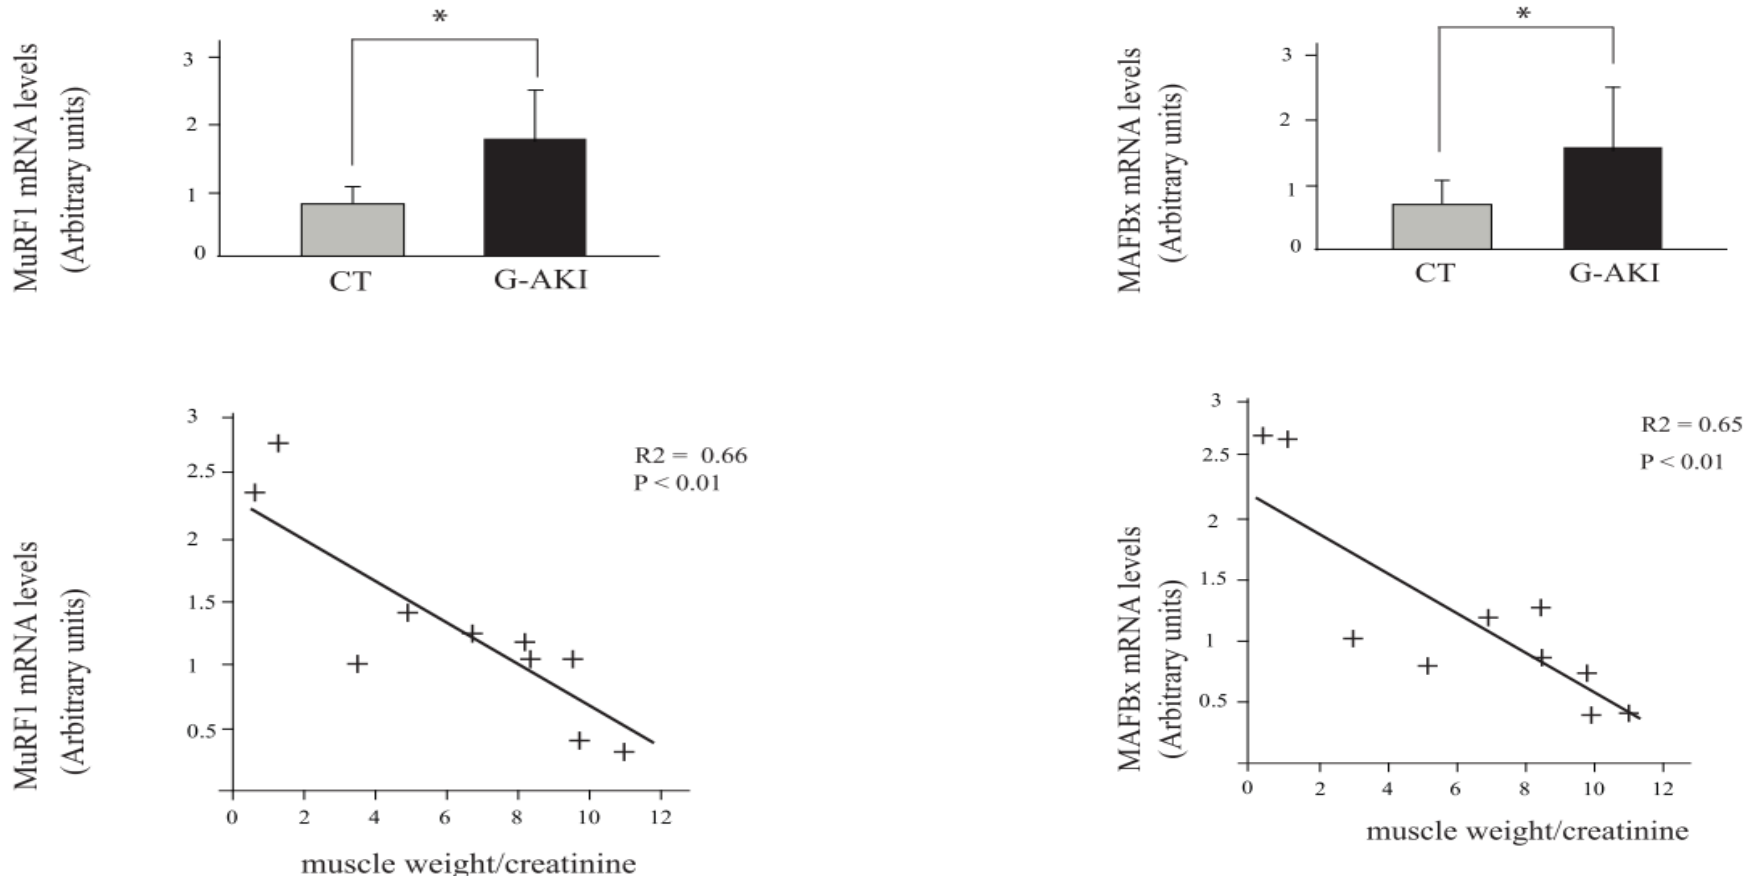 *
MuRF1 mRNA levels
(Arbitrary units)
3
2
1
0
CT
G-AKI
*
MAFBx mRNA levels
(Arbitrary units)
3
2
1
0
CT
G-AKI
MuRF1 mRNA levels
(Arbitrary units)
3
2.5
2
1.5
1
0.5
R2 = 0.66
P < 0.01
0 2 4 6 8 10 12
muscle weight/creatinine
MAFBx mRNA levels
(Arbitrary units)
3
2.5
2
1.5
1
0.5
R2 = 0.65
P < 0.01
0 2 4 6 8 10 12
muscle weight/creatinine